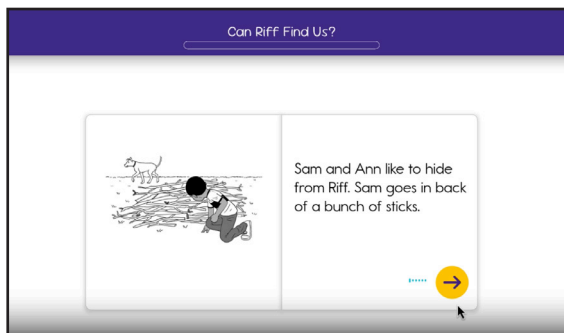 Can Riff Find Us?
Sam and Ann like to hide
from Riff. Sam goes in back
of a bunch of sticks.